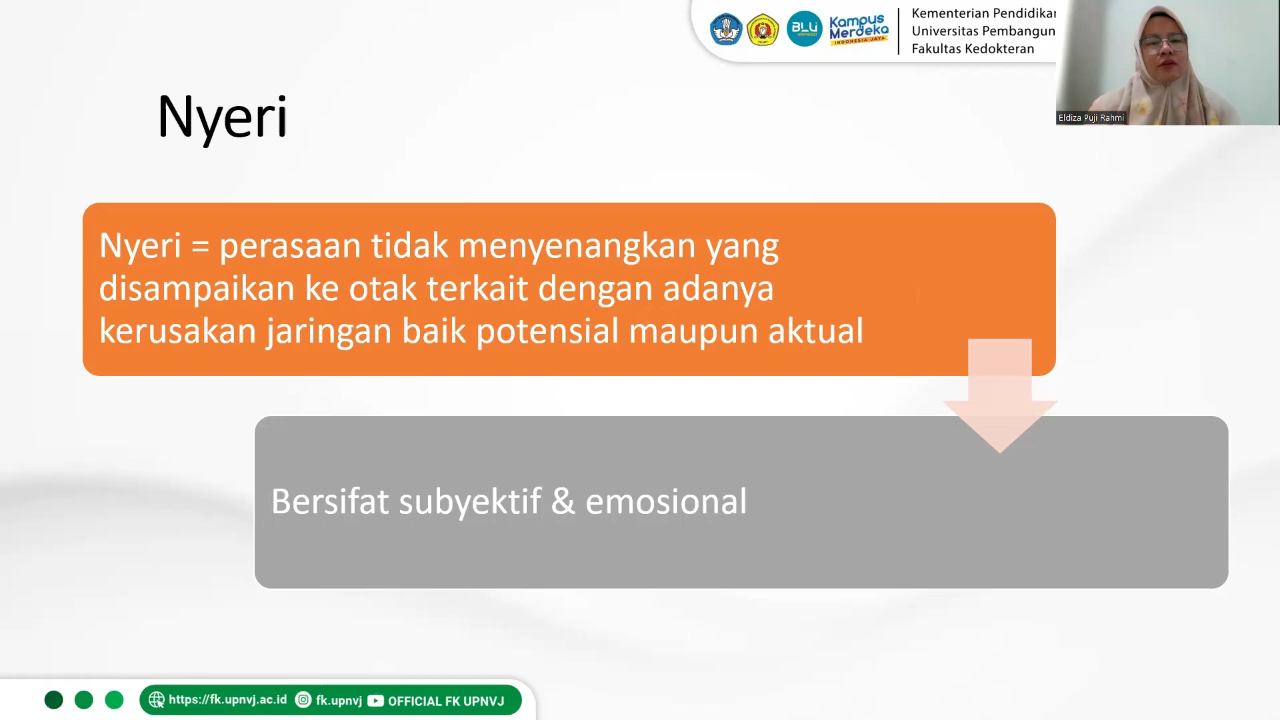 BLU
Kampus
Merdeka
INDONESIA JAYA
Kementerian Pendidikan
Universitas Pembangun
Fakultas Kedokteran
Eldiza Puji Rahmi
Nyeri
Nyeri = perasaan tidak menyenangkan yang
disampaikan ke otak terkait dengan adanya
kerusakan jaringan baik potensial maupun aktual
Bersifat subyektif & emosional
https://fk.upnvj.ac.id fk.upnvj OFFICIAL FK UPNVJ